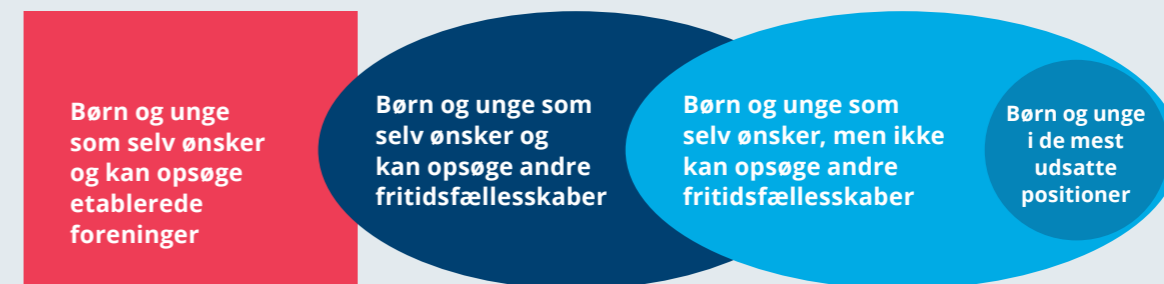 Børn og unge
som selv ønsker
og kan opsøge
etablerede
foreninger
Børn og unge som
selv ønsker og
kan opsøge andre
fritidsfællesskaber
Børn og unge som
selv ønsker, men ikke
kan opsøge andre
fritidsfællesskaber
Børn og unge
i de mest
udsatte
positioner